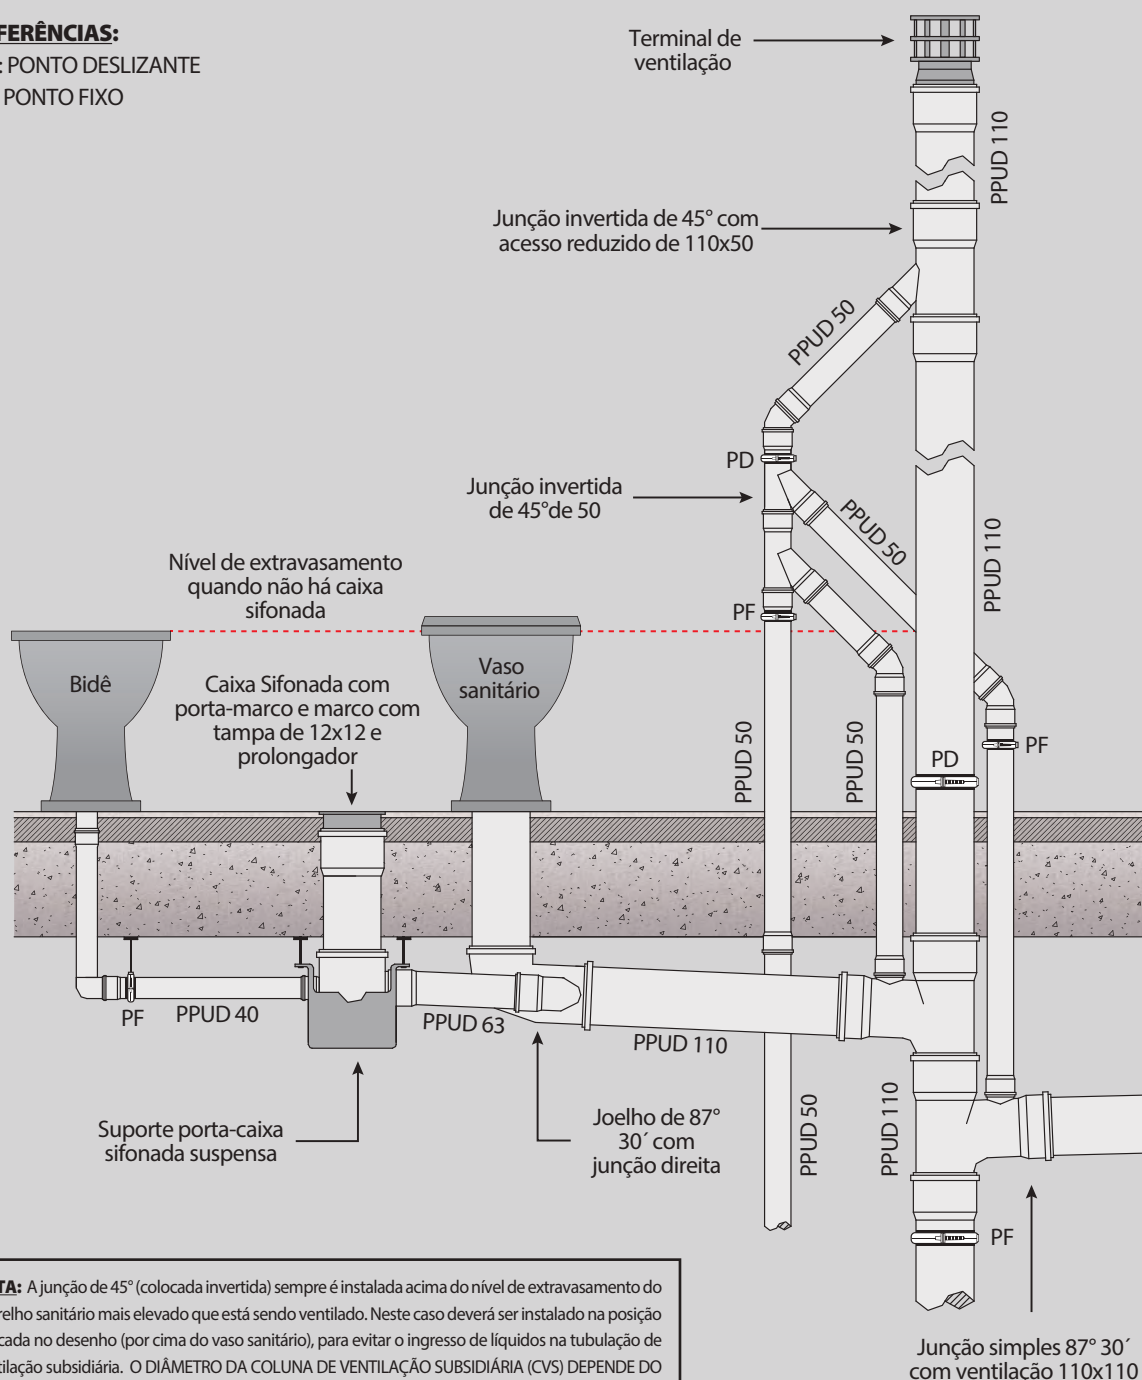 FERÊNCIAS:
: PONTO DESLIZANTE
PONTO FIXO
Terminal de
ventilação
PPUD 110
Junção invertida de 45° com
acesso reduzido de 110x50
PPUD 50
PD
Junção invertida
de 45°de 50
PPUD 50
PPUD 110
Nível de extravasamento
quando não há caixa
sifonada
PF
Bidê
Caixa Sifonada com
porta-marco e marco com
tampa de 12x12 e
prolongador
Vaso
sanitário
PPUD 50
PPUD 50
PD
PF
PF
PPUD 40
PPUD 63
PPUD 110
PPUD 50
PPUD 110
Suporte porta-caixa
sifonada suspensa
Joelho de 87°
30´ com
junção direita
PF
TA: A junção de 45° (colocada invertida) sempre é instalada acima do nível de extravasamento do
relho sanitário mais elevado que está sendo ventilado. Neste caso deverá ser instalado na posição
cada no desenho (por cima do vaso sanitário), para evitar o ingresso de líquidos na tubulação de
tilação subsidiária. O DIÂMETRO DA COLUNA DE VENTILAÇÃO SUBSIDIÁRIA (CVS) DEPENDE DO
Junção simples 87° 30´
com ventilação 110x110